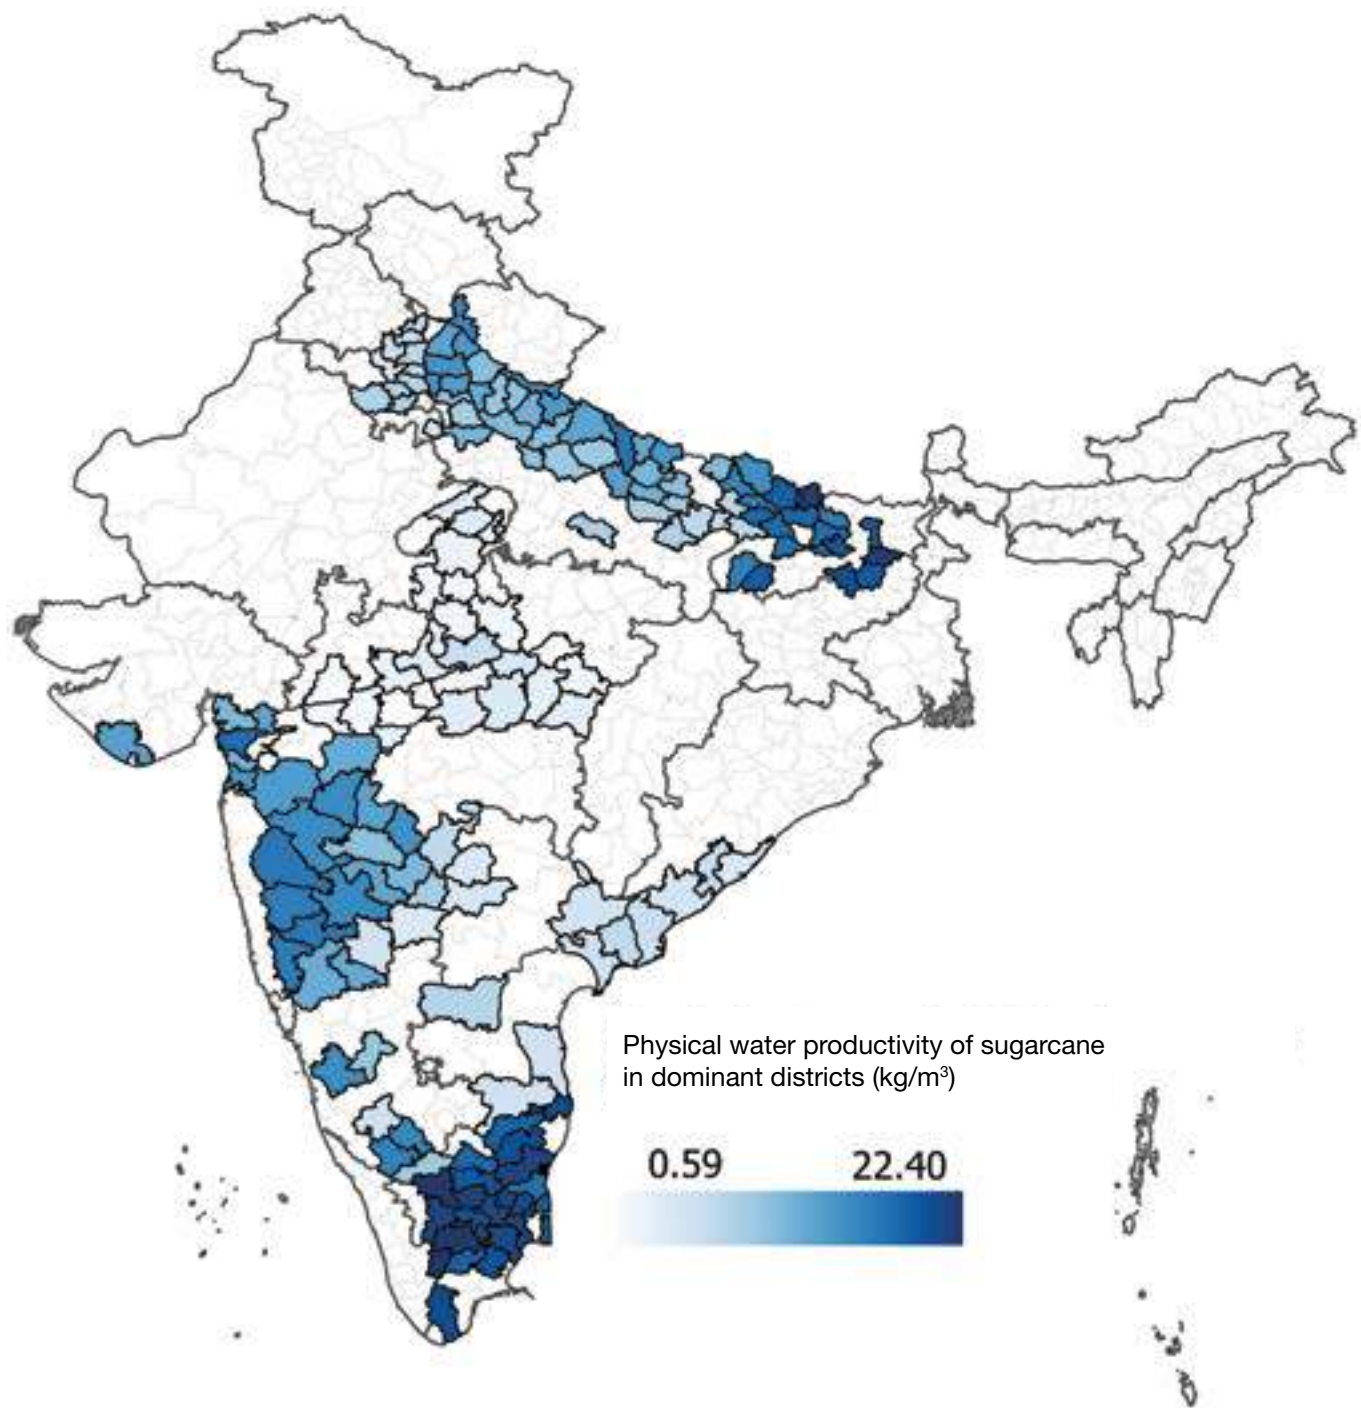 Physical water productivity of sugarcane
in dominant districts (kg/m³)
0.59 22.40